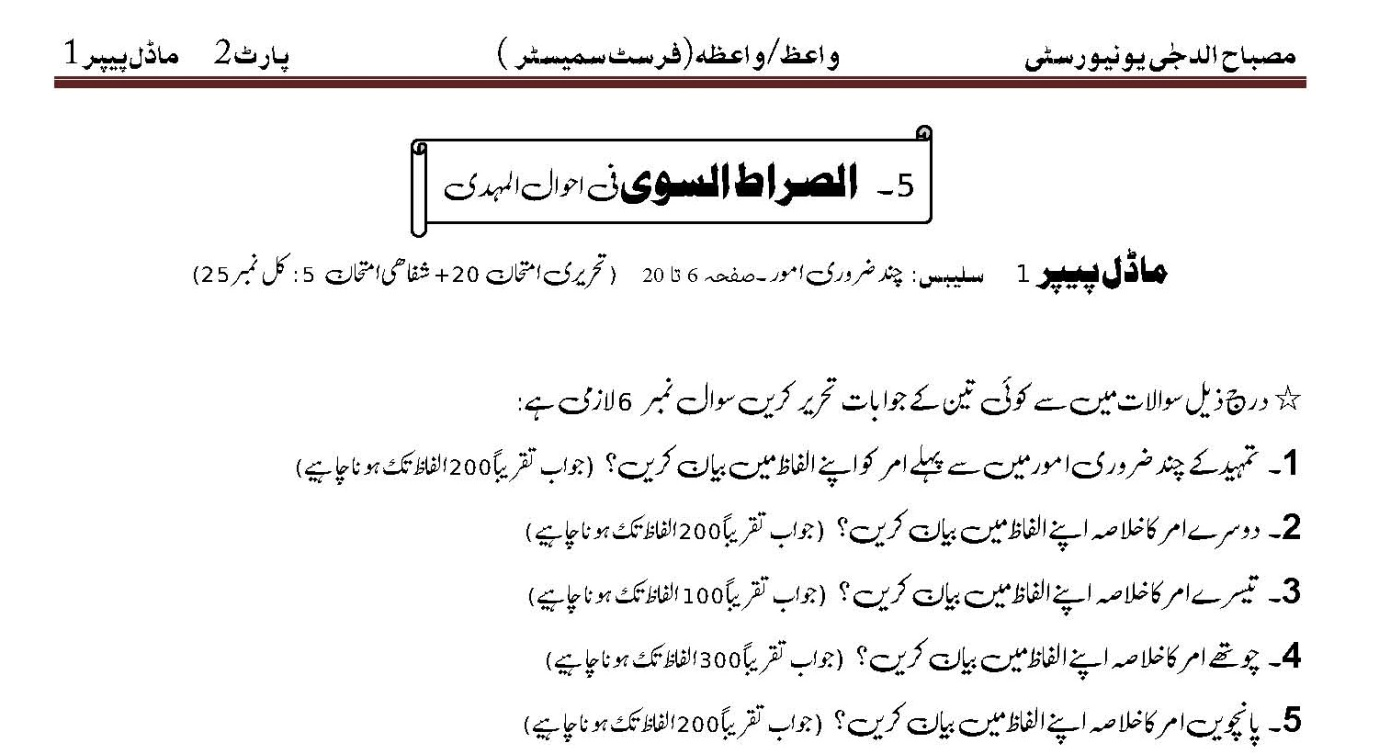 مصباح الدجٰی یونیورسٹی واعظ/واعظہ (فرسٹ سمیسٹر) پارٹ 2 ماڈل پیپر 1
5۔ الصراط السوی فی احوال المہدی
ماڈل پیپر 1 سلیبس: چند ضروری امور۔ صفحہ 6 تا 20 (تحریری امتحان 20+ شفاھی امتحان 5: کل نمبر 25)
☆ درج ذیل سوالات میں سے کوئی تین کے جوابات تحریر کریں سوال نمبر 6 لازمی ہے:
1۔ تمہید کے چند ضروری امور میں سے پہلے امر کو اپنے الفاظ میں بیان کریں؟ (جواب تقریباً 200 الفاظ تک ہونا چاہیے)
2۔ دوسرے امر کا خلاصہ اپنے الفاظ میں بیان کریں؟ (جواب تقریباً 200 الفاظ تک ہونا چاہیے)
3۔ تیسرے امر کا خلاصہ اپنے الفاظ میں بیان کریں؟ (جواب تقریباً 100 الفاظ تک ہونا چاہیے)
4۔ چوتھے امر کا خلاصہ اپنے الفاظ میں بیان کریں؟ (جواب تقریباً 300 الفاظ تک ہونا چاہیے)
5۔ پانچویں امر کا خلاصہ اپنے الفاظ میں بیان کریں؟ (جواب تقریباً 200 الفاظ تک ہونا چاہیے)